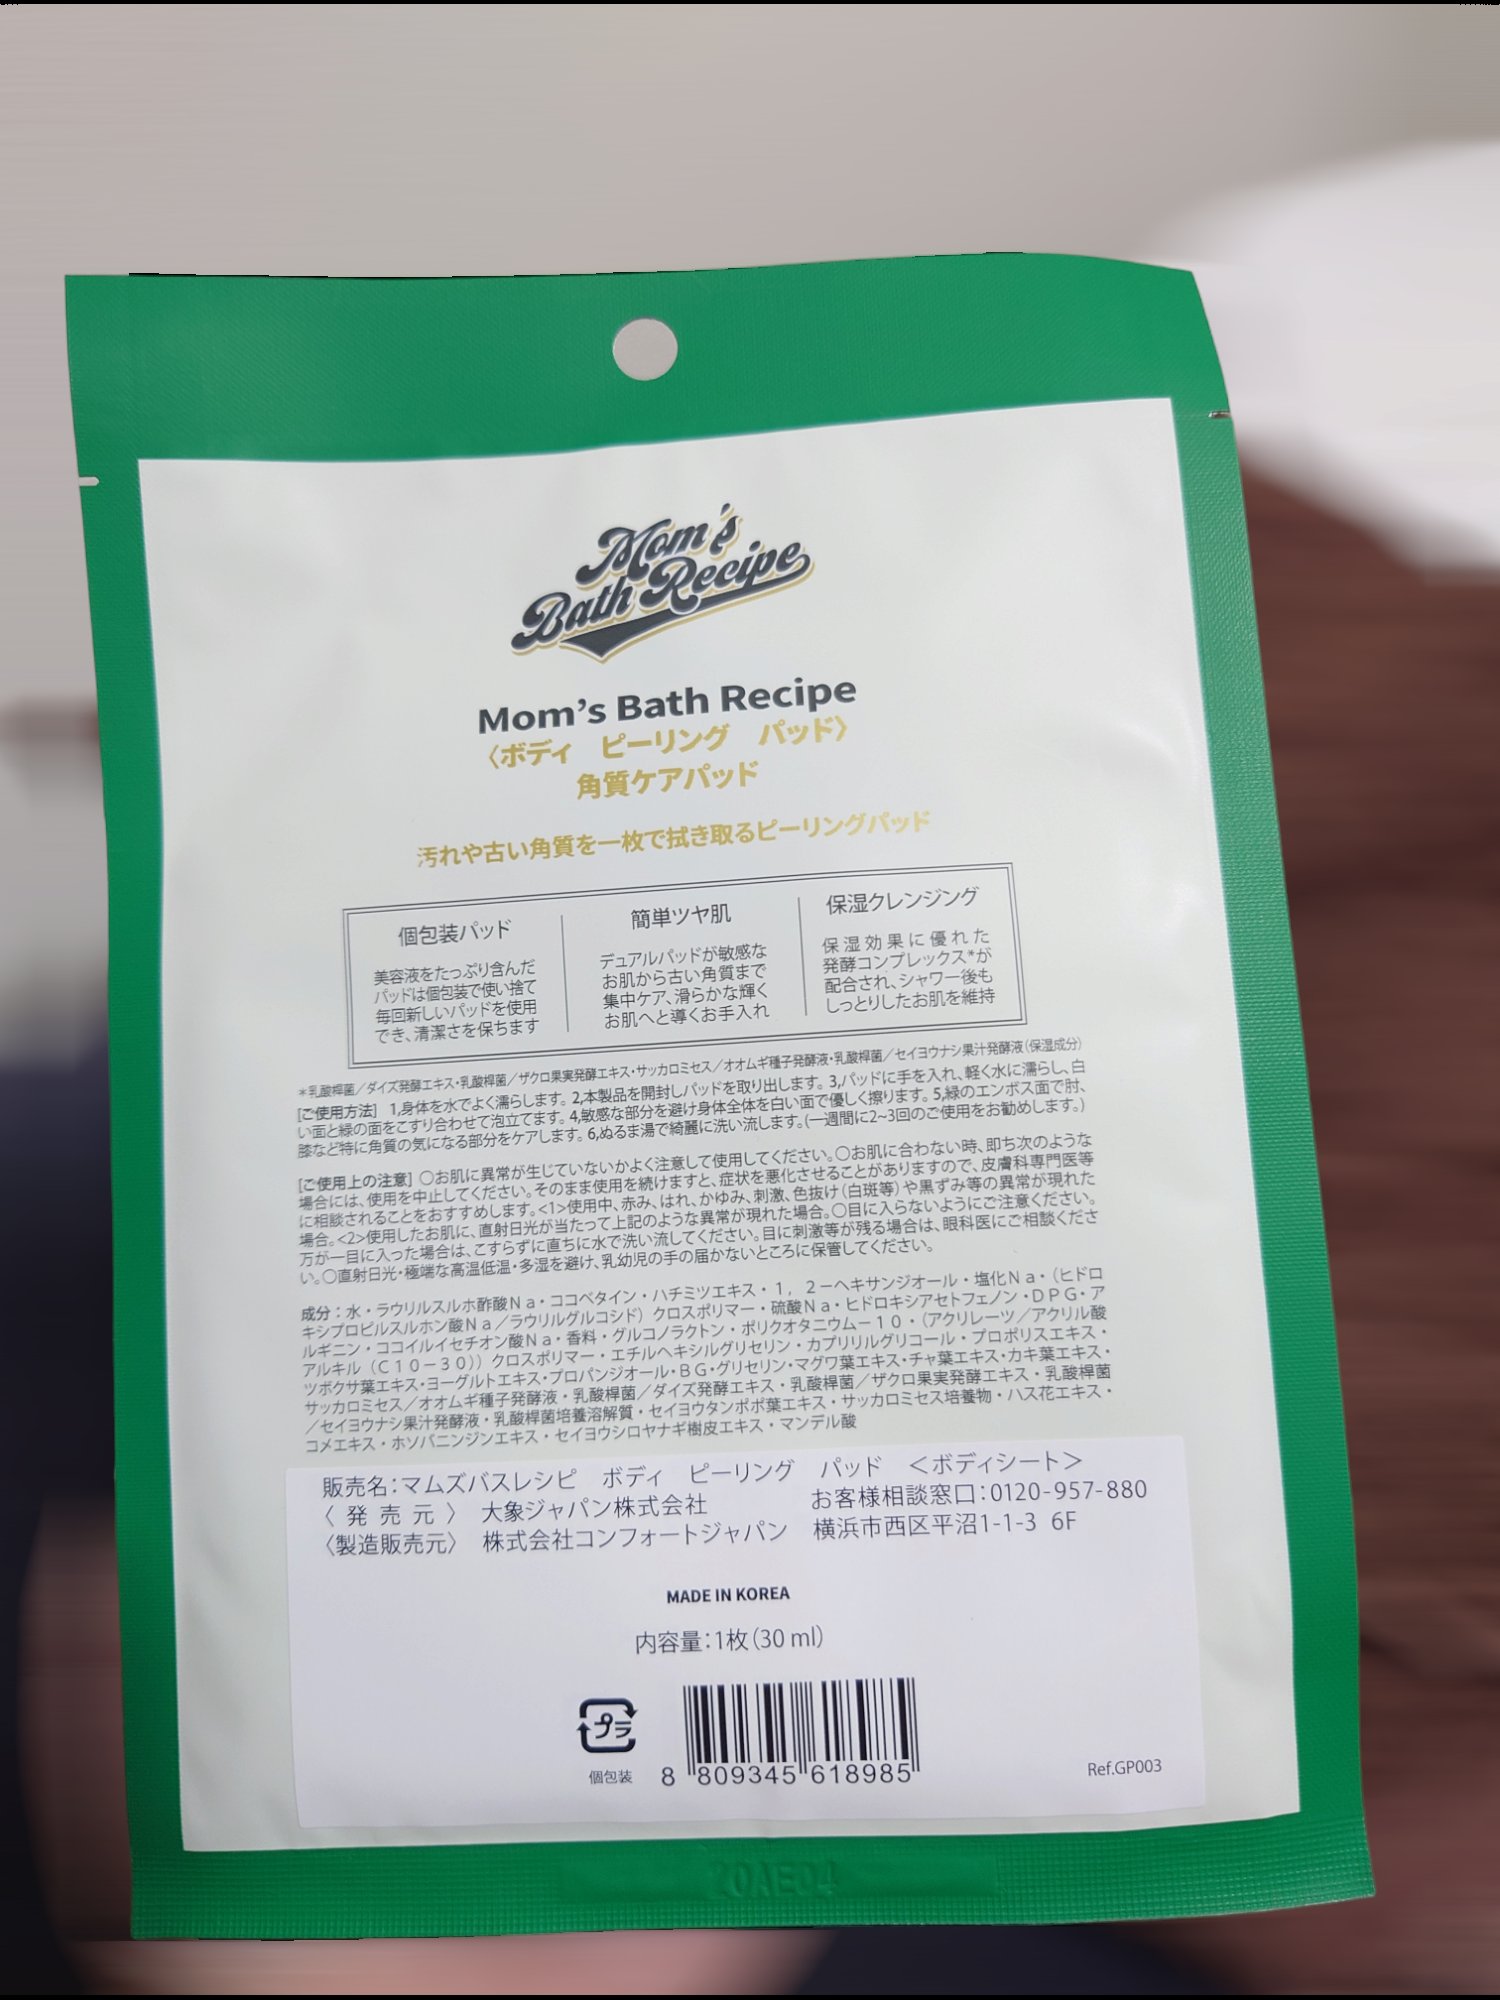 Mom's
Bath Recipe
Mom's Bath Recipe
〈ボディ　ピーリング　パッド〉
角質ケアパッド
汚れや古い角質を一枚で拭き取るピーリングパッド
個包装パッド
美容液をたっぷり含んだ
パッドは個包装で使い捨て
毎回新しいパッドを使用
でき、清潔さを保ちます
簡単ツヤ肌
デュアルパッドが敏感な
お肌から古い角質まで
集中ケア、滑らかな輝く
お肌へと導くお手入れ
保湿クレンジング
保湿効果に優れた
発酵コンプレックス*が
配合され、シャワー後も
しっとりしたお肌を維持
＊乳酸桿菌／ダイズ発酵エキス・乳酸桿菌／ザクロ果実発酵エキス・サッカロミセス／オオムギ種子発酵液・乳酸桿菌／セイヨウナシ果汁発酵液（保湿成分）
[ご使用方法] 1,身体を水でよく濡らします。2,本製品を開封しパッドを取り出します。3,パッドに手を入れ、軽く水に濡らし、白
い面と緑の面をこすり合わせて泡立てます。4,敏感な部分を避け身体全体を白い面で優しく擦ります。5,緑のエンボス面で肘、
膝など特に角質の気になる部分をケアします。6,ぬるま湯で綺麗に洗い流します。(一週間に2~3回のご使用をお勧めします。)
[ご使用上の注意] ○お肌に異常が生じていないかよく注意して使用してください。○お肌に合わない時、即ち次のような
場合には、使用を中止してください。そのまま使用を続けますと、症状を悪化させることがありますので、皮膚科専門医等
に相談されることをおすすめします。<1>使用中、赤み、はれ、かゆみ、刺激、色抜け（白斑等）や黒ずみ等の異常が現れた
場合。<2>使用したお肌に、直射日光が当たって上記のような異常が現れた場合。○目に入らないようにご注意ください。
万が一目に入った場合は、こすらずに直ちに水で洗い流してください。目に刺激等が残る場合は、眼科医にご相談くださ
い。○直射日光・極端な高温低温・多湿を避け、乳幼児の手の届かないところに保管してください。
成分：水・ラウリルスルホ酢酸Ｎａ・ココベタイン・ハチミツエキス・１，２－ヘキサンジオール・塩化Ｎａ・（ヒドロ
キシプロピルスルホン酸Ｎａ／ラウリルグルコシド）クロスポリマー・硫酸Ｎａ・ヒドロキシアセトフェノン・ＤＰＧ・ア
ルギニン・ココイルイセチオン酸Ｎａ・香料・グルコノラクトン・ポリクオタニウム－１０・（アクリレーツ／アクリル酸
アルキル（Ｃ１０－３０））クロスポリマー・エチルヘキシルグリセリン・カプリリルグリコール・プロポリスエキス・
ツボクサ葉エキス・ヨーグルトエキス・プロパンジオール・ＢＧ・グリセリン・マグワ葉エキス・チャ葉エキス・カキ葉エキス・
サッカロミセス／オオムギ種子発酵液・乳酸桿菌／ダイズ発酵エキス・乳酸桿菌／ザクロ果実発酵エキス・乳酸桿菌
／セイヨウナシ果汁発酵液・乳酸桿菌培養溶解質・セイヨウタンポポ葉エキス・サッカロミセス培養物・ハス花エキス・
コメエキス・ホソバニンジンエキス・セイヨウシロヤナギ樹皮エキス・マンデル酸
販売名：マムズバスレシピ　ボディ　ピーリング　パッド　＜ボディシート＞
〈発売元〉 大象ジャパン株式会社　お客様相談窓口：0120-957-880
〈製造販売元〉 株式会社コンフォートジャパン　横浜市西区平沼1-1-3 6F
MADE IN KOREA
内容量：1枚（30 ml）
プラ
個包装
8 809345 618985
Ref.GP003